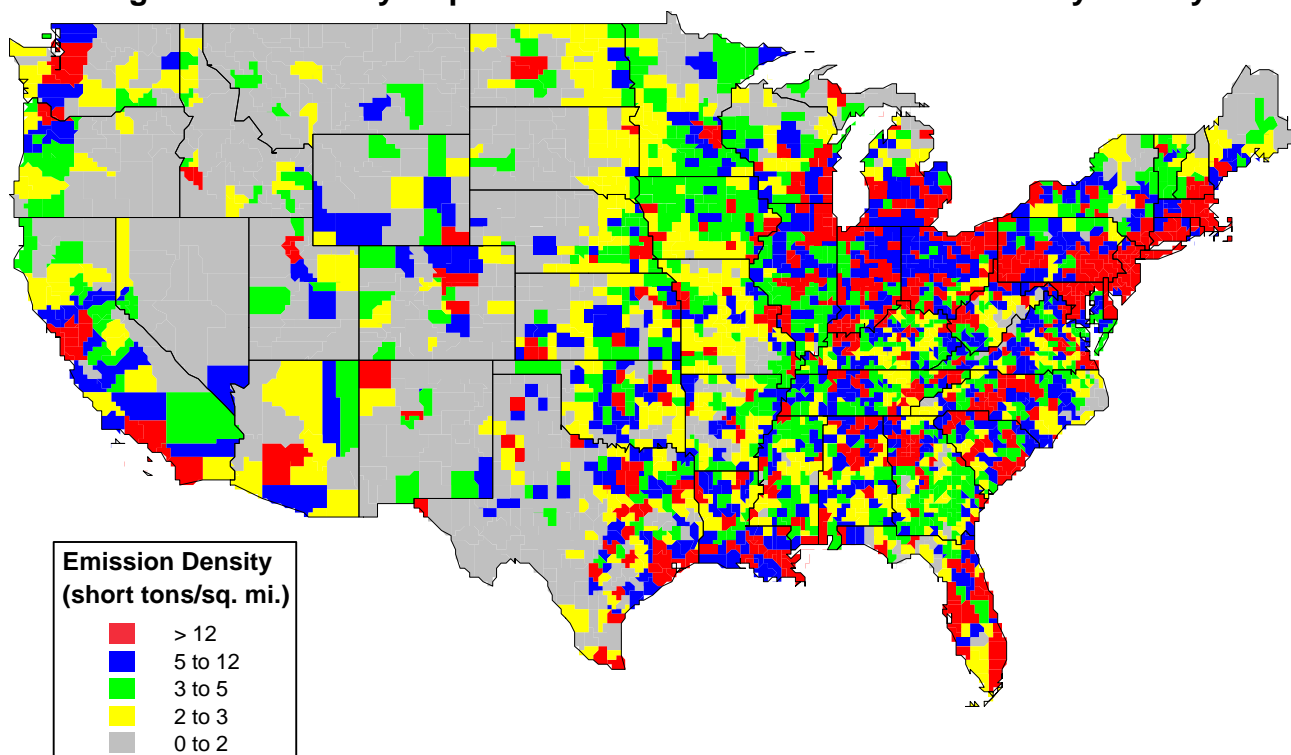 Emission Density
(short tons/sq. mi.)
> 12
5 to 12
3 to 5
2 to 3
0 to 2